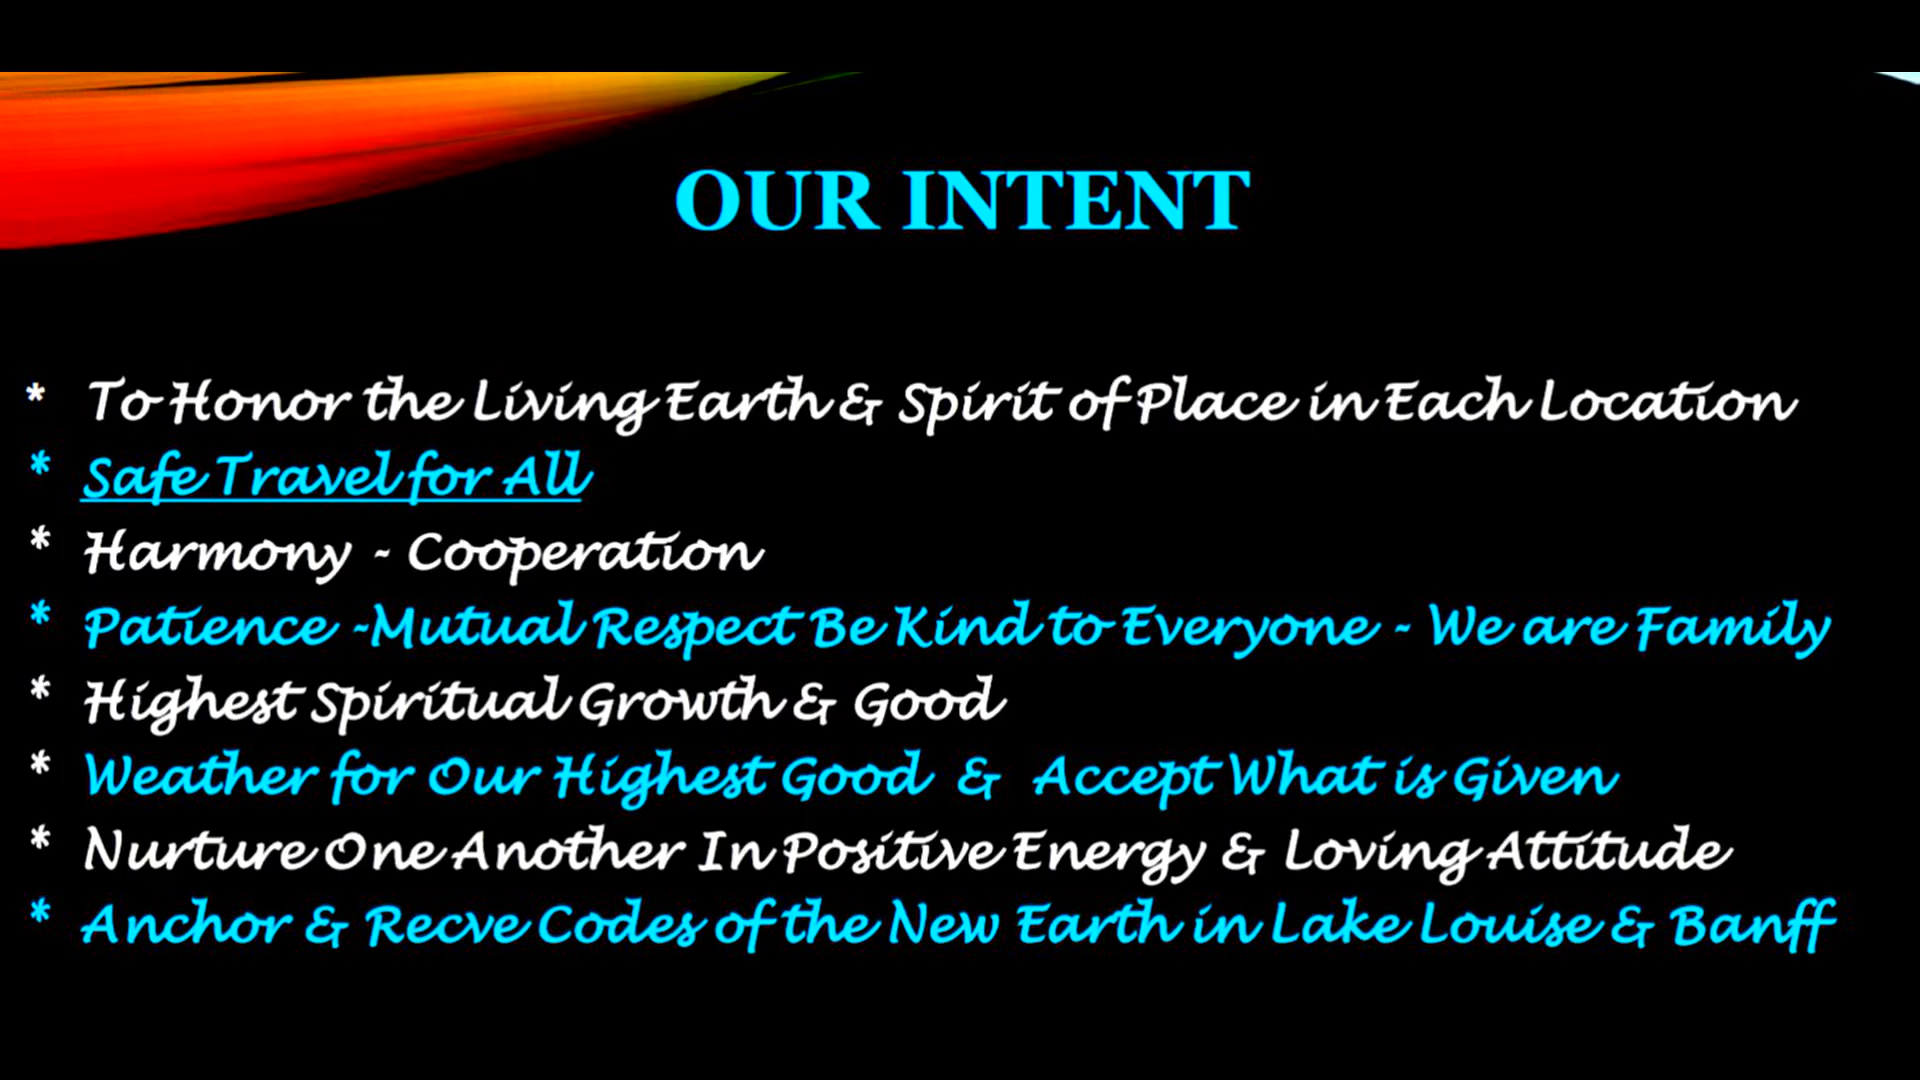 OUR INTENT
* To Honor the Living Earth & Spirit of Place in Each Location
* Safe Travel for All
* Harmony - Cooperation
* Patience -Mutual Respect Be Kind to Everyone - We are Family
* Highest Spiritual Growth & Good
* Weather for Our Highest Good & Accept What is Given
* Nurture One Another In Positive Energy & Loving Attitude
* Anchor & Recve Codes of the New Earth in Lake Louise & Banff